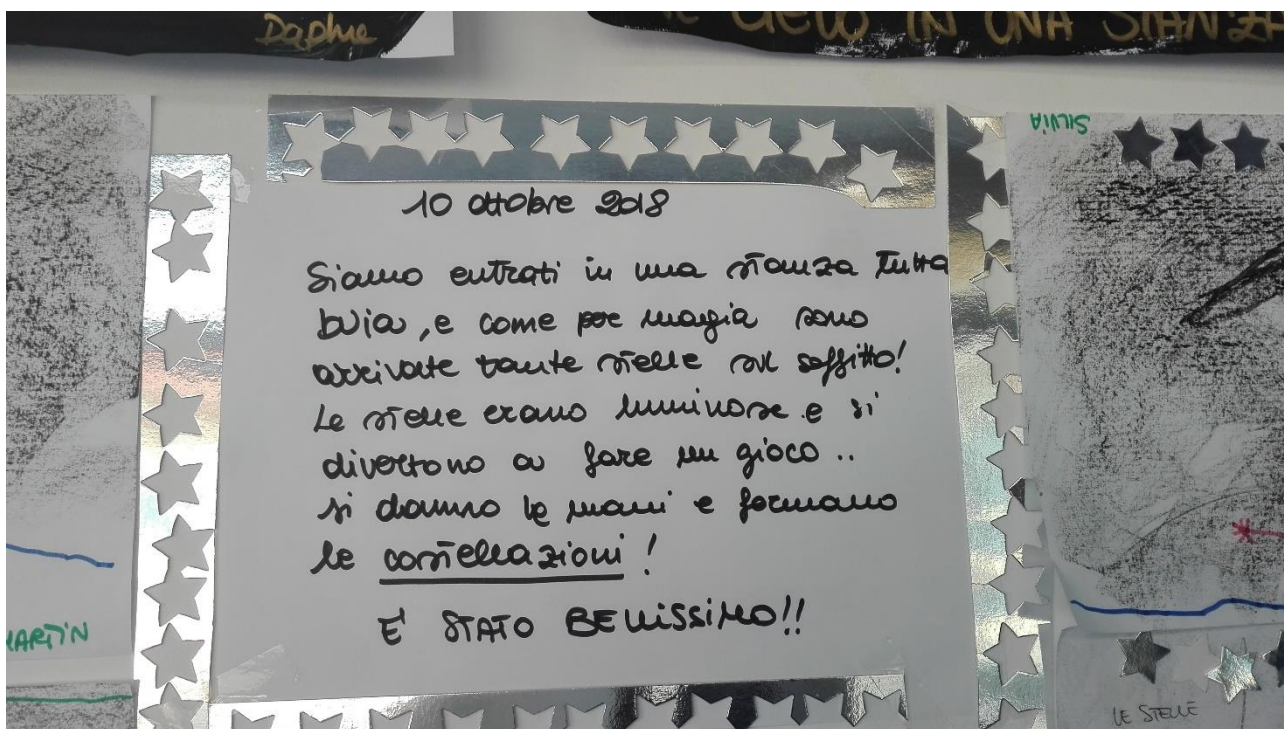 Daphne
CIELO IN UNA STANZA
SILVIA
10 ottobre 2018
Siamo entrati in una stanza tutta
buia, e come per magia sono
arrivate tante stelle sul soffitto!
Le stelle erano luminose e si
divertono a fare un gioco..
si danno le mani e formano
le costellazioni!
E' STATO BELLISSIMO!!
MARTIN
LE STELLE